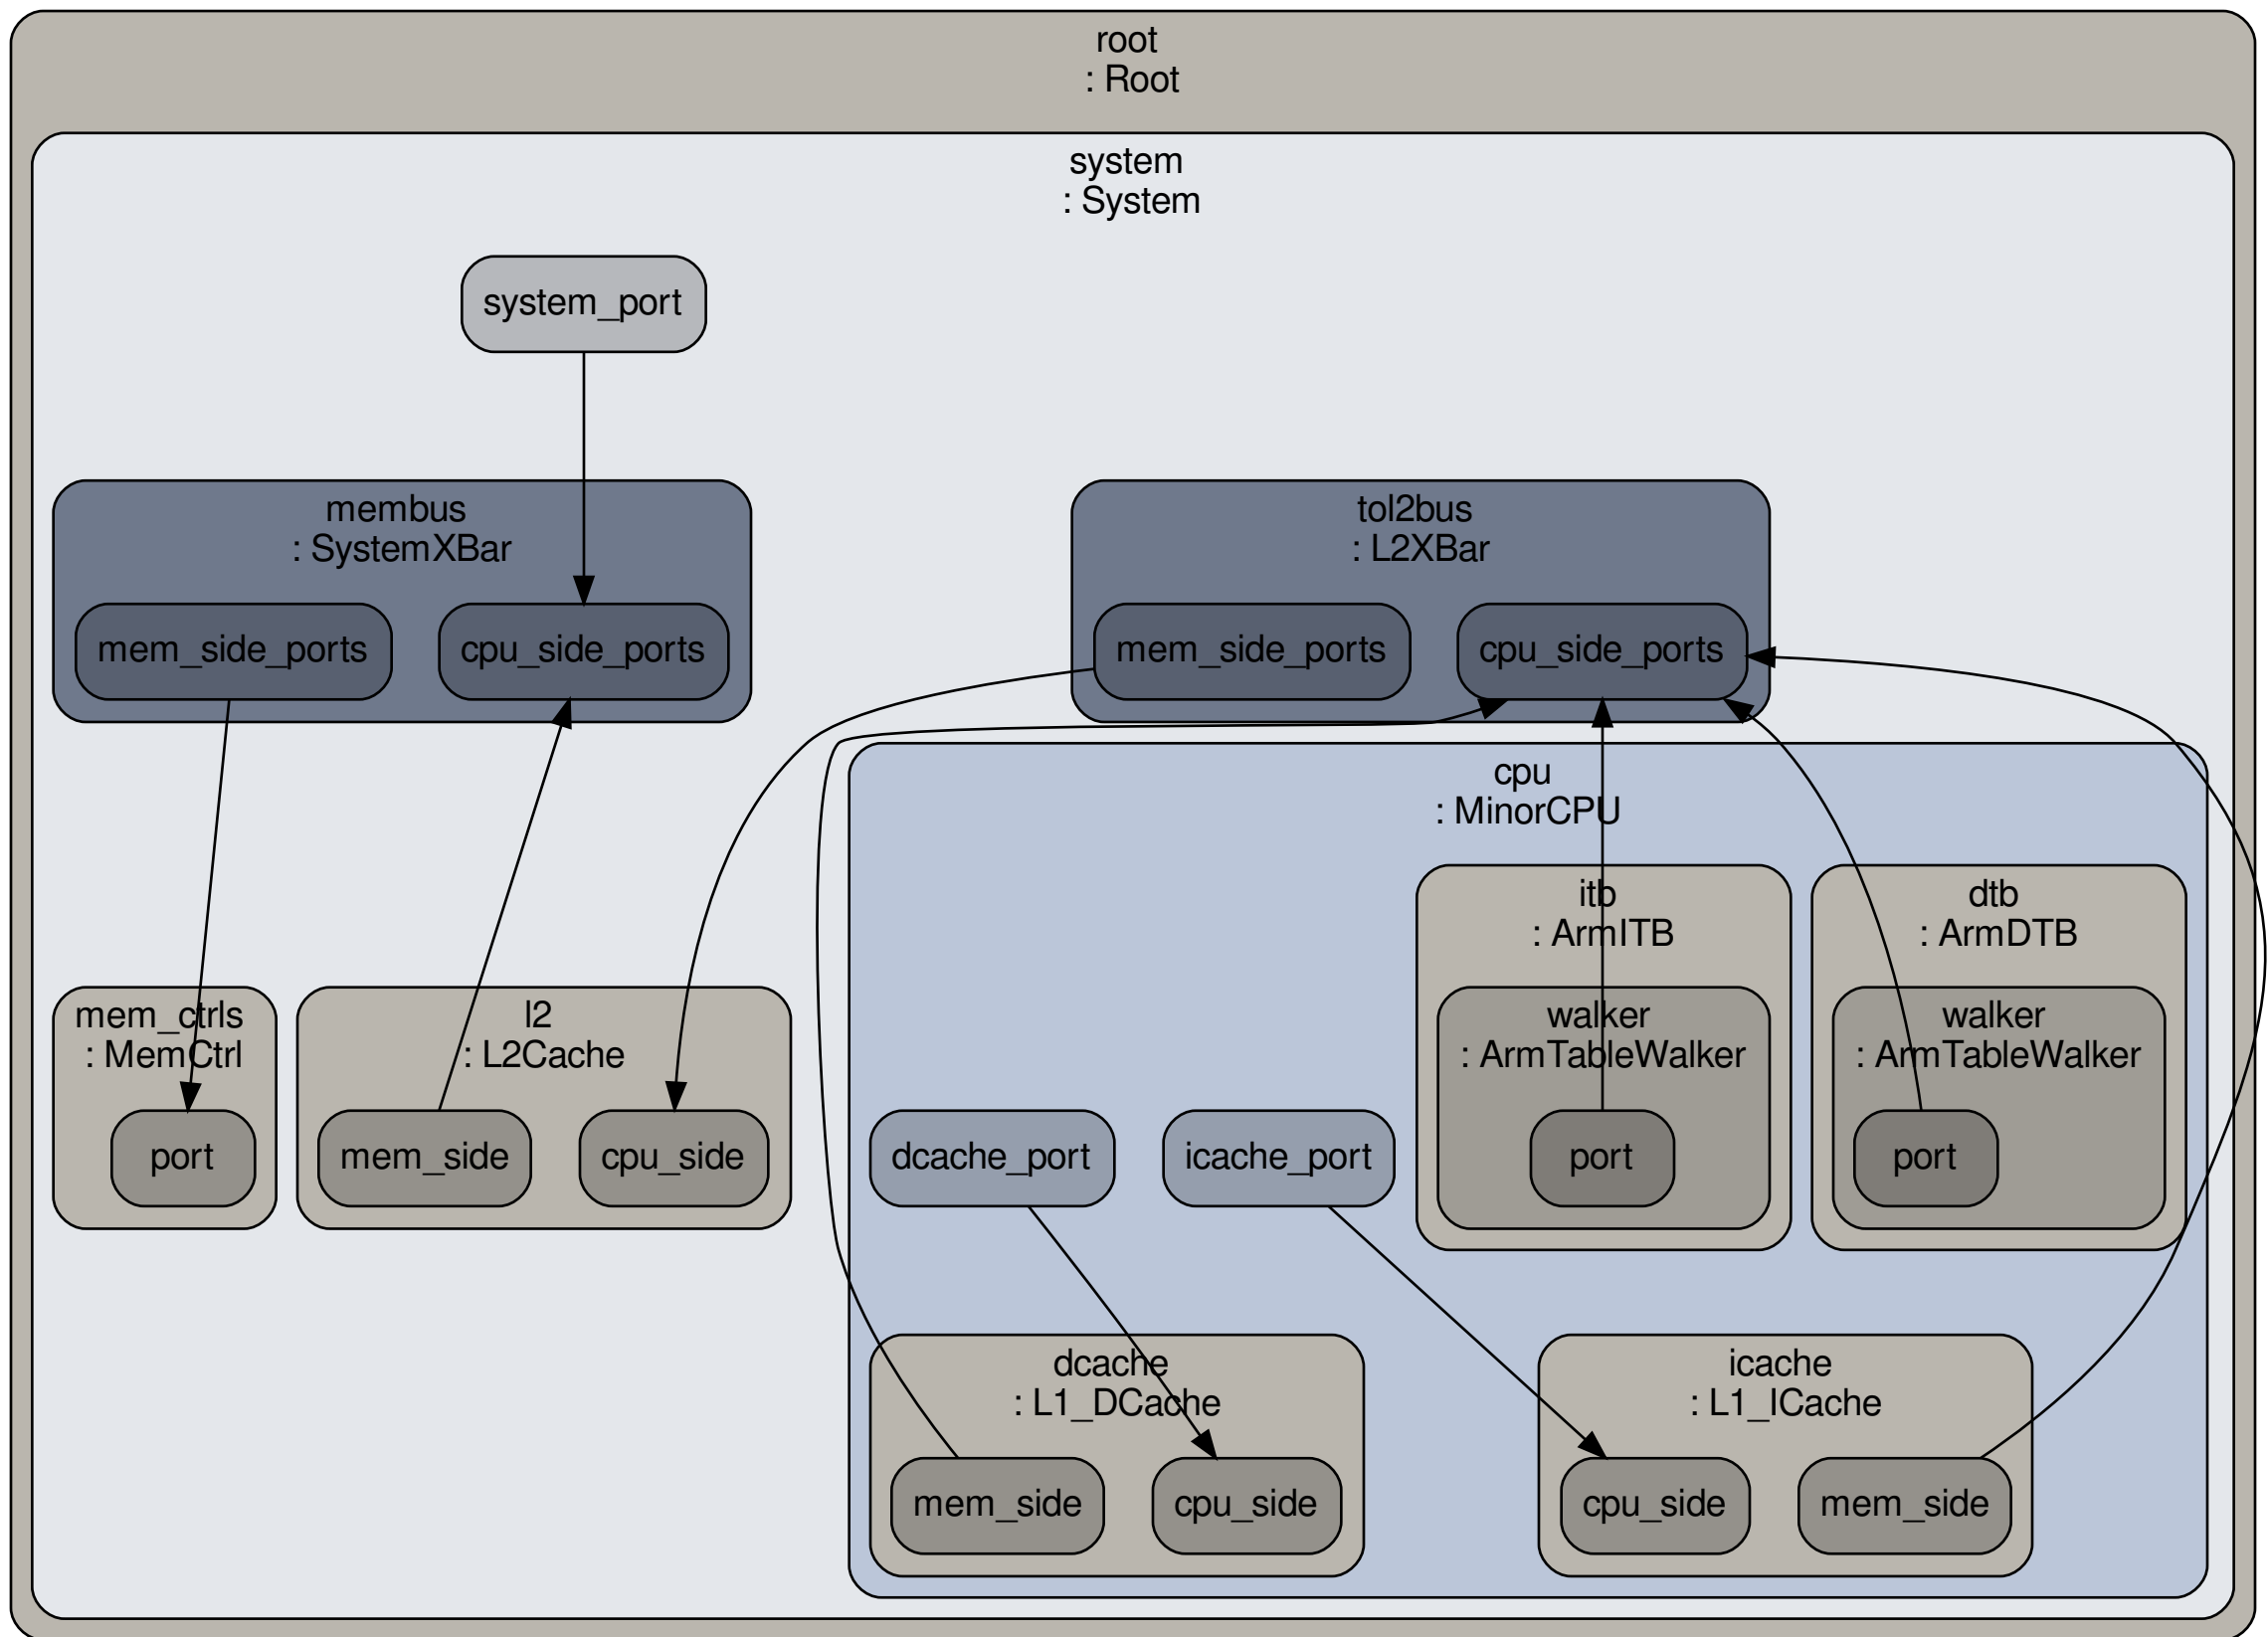 root
: Root
system
: System
system_port
membus
: SystemXBar
mem_side_ports
cpu_side_ports
tol2bus
: L2XBar
mem_side_ports
cpu_side_ports
cpu
: MinorCPU
itb
: ArmITB
dtb
: ArmDTB
mem_ctrls
: MemCtrl
port
l2
: L2Cache
mem_side
cpu_side
dcache_port
icache_port
walker
: ArmTableWalker
port
walker
: ArmTableWalker
port
dcache
: L1_DCache
mem_side
cpu_side
icache
: L1_ICache
cpu_side
mem_side